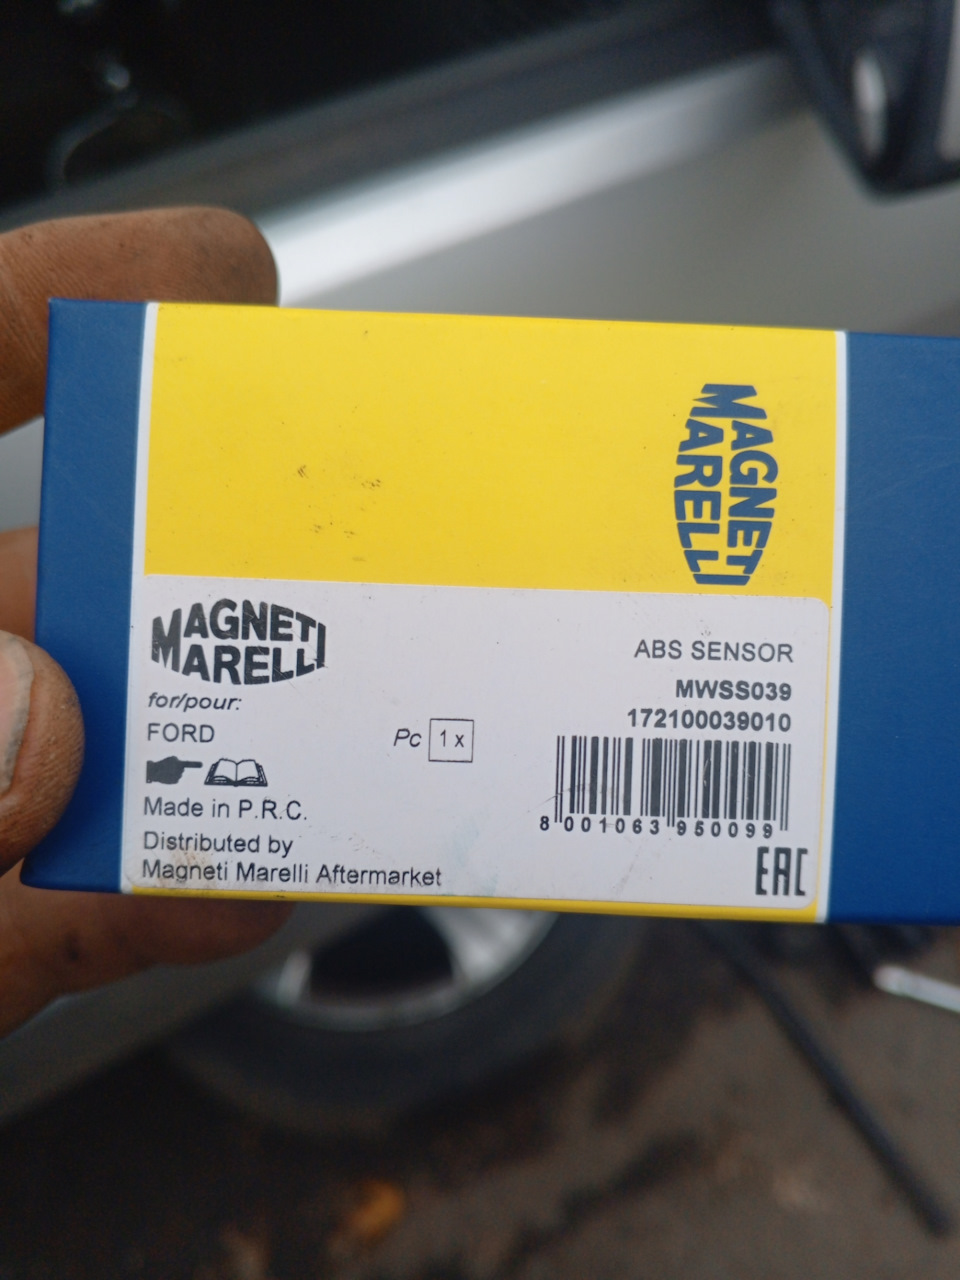 MAGNETI
MARELLI
MAGNETI
MARELLI
for/pour:
FORD
Pc 1 x
Made in P.R.C.
Distributed by
Magneti Marelli Aftermarket
ABS SENSOR
MWSS039
172100039010
8 001063 950099
EAC